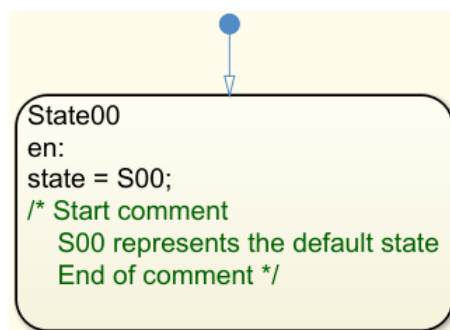 State00
en:
state = S00;
/* Start comment
S00 represents the default state
End of comment */